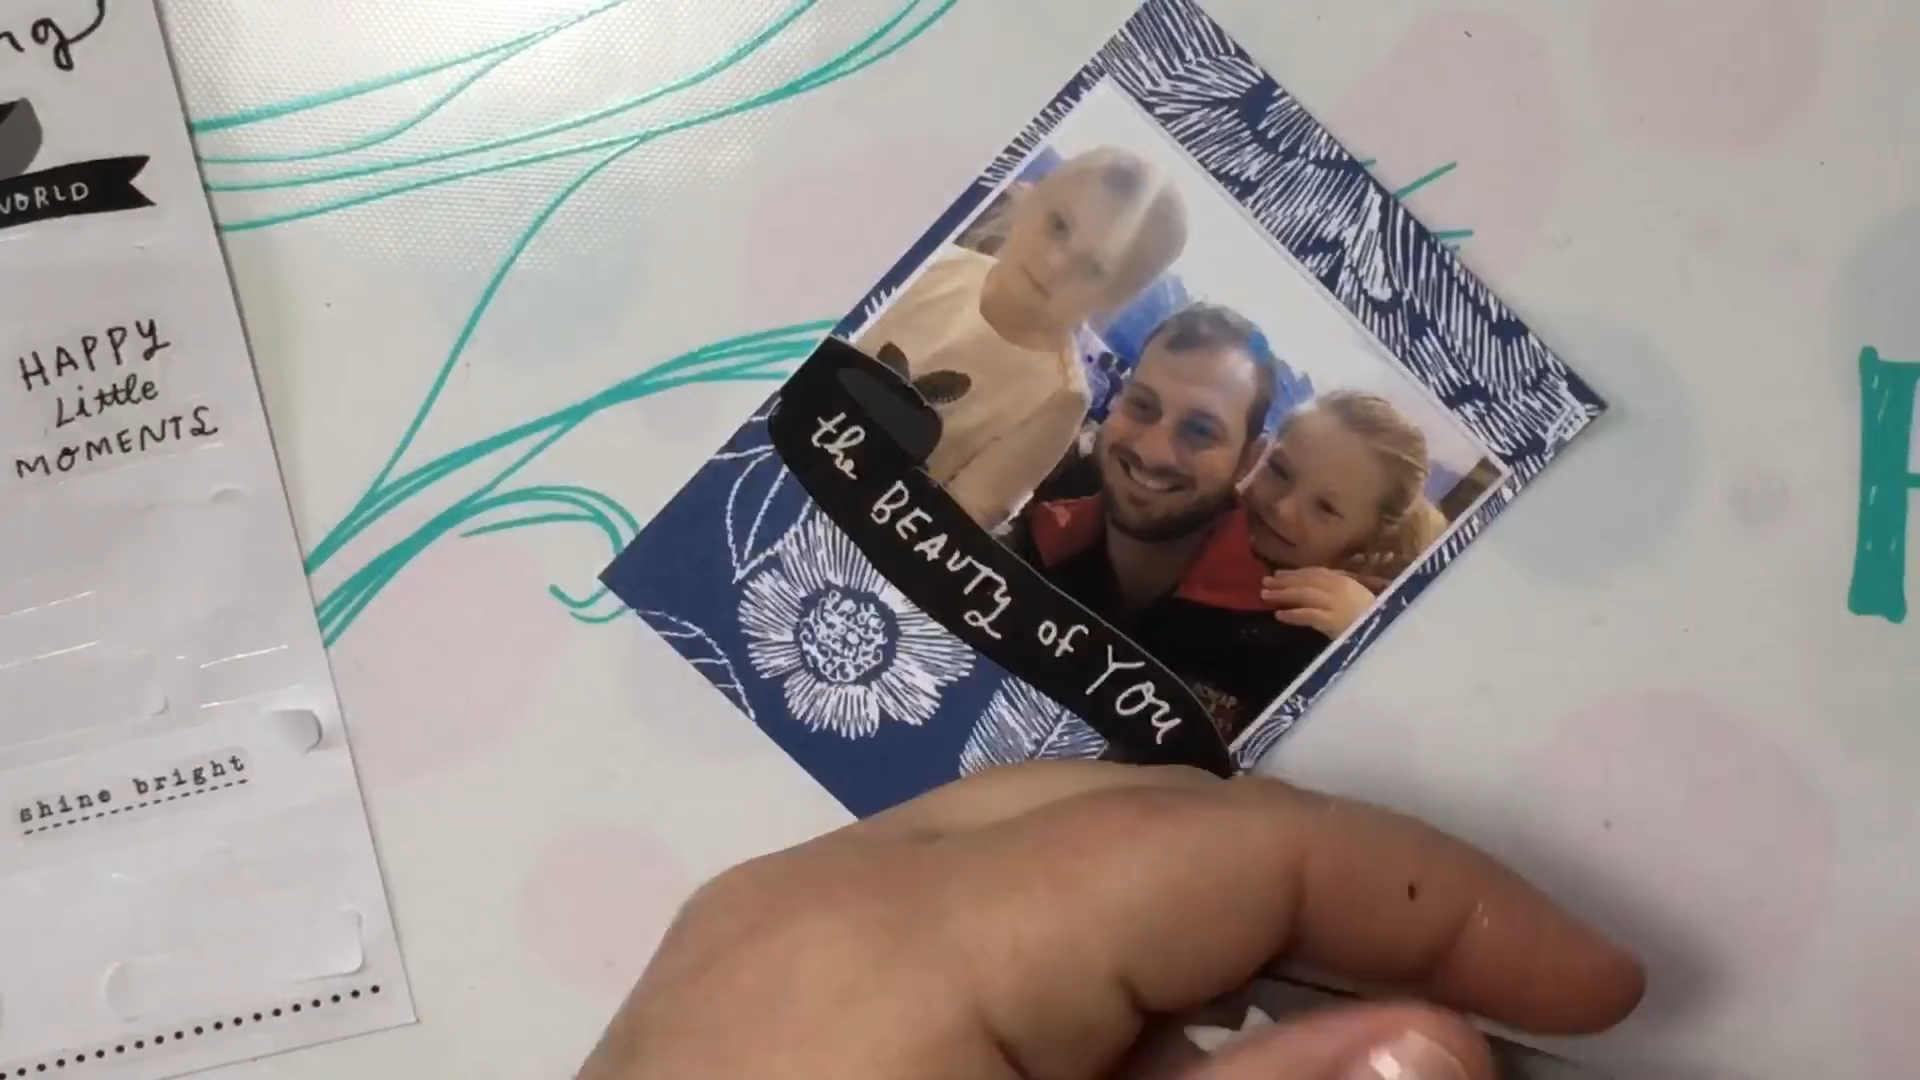 WORLD
HAPPY
Little
MOMENTS
shine bright
the BEAUTY of YOU